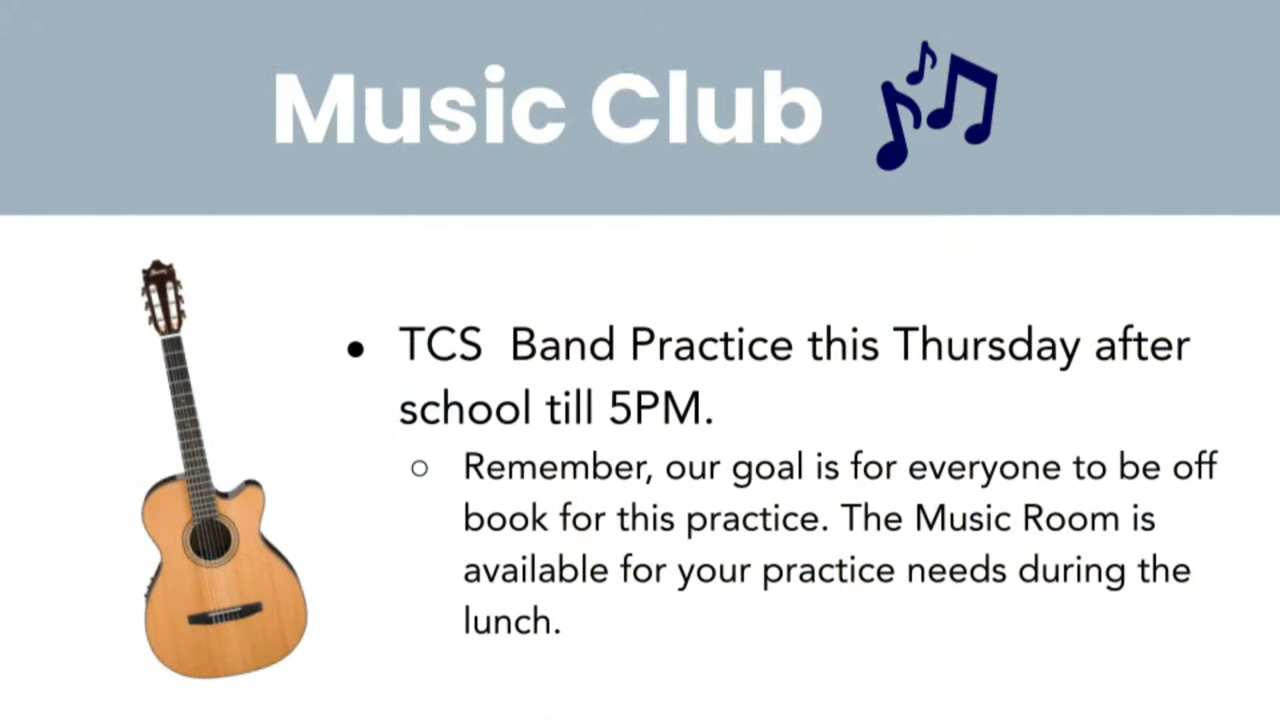 Music Club
• TCS  Band Practice this Thursday after
school till 5PM.
○ Remember, our goal is for everyone to be off
book for this practice. The Music Room is
available for your practice needs during the
lunch.